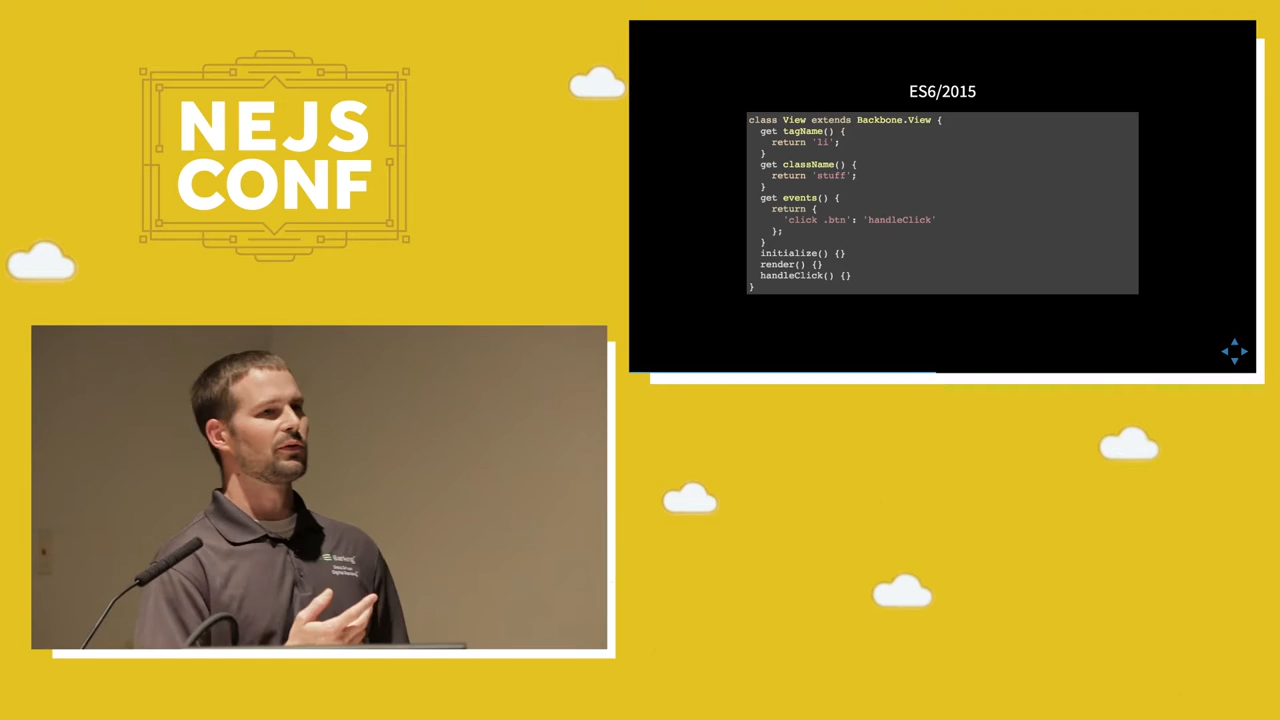 NEJS
CONF
ES6/2015
class View extends Backbone.View {
  get tagName() {
    return 'li';
  }
  get className() {
    return 'stuff';
  }
  get events() {
    return {
      'click .btn': 'handleClick'
    };
  }
  initialize() {}
  render() {}
  handleClick() {}
}